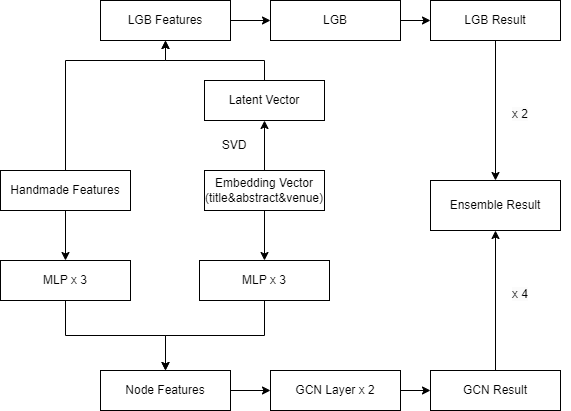 LGB Features
LGB
LGB Result
Latent Vector
x 2
SVD
Handmade Features
Embedding Vector
(title&abstract&venue)
Ensemble Result
MLP x 3
MLP x 3
x 4
Node Features
GCN Layer x 2
GCN Result